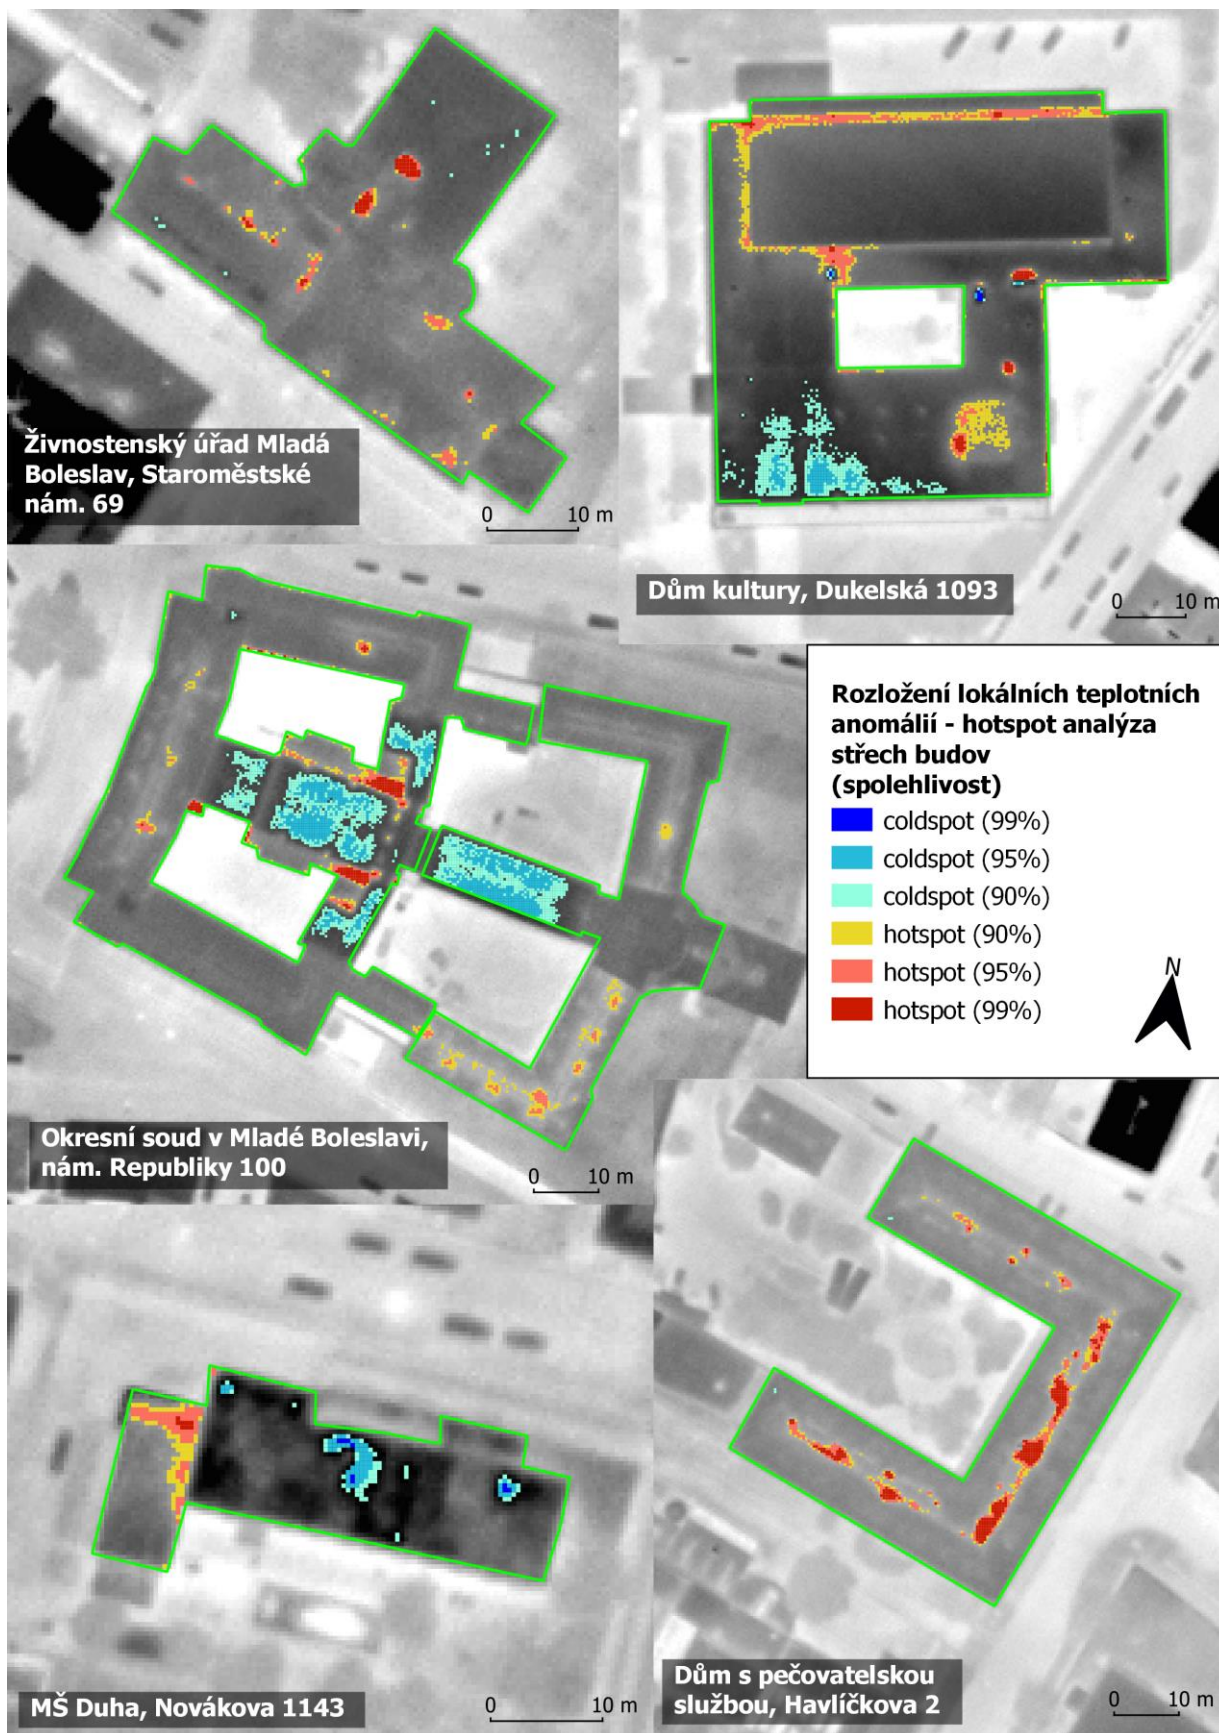 Živnostenský úřad Mladá
Boleslav, Staroměstské
nám. 69
0 10 m
Dům kultury, Dukelská 1093
0 10 m
Rozložení lokálních teplotních
anomálií - hotspot analýza
střech budov
(spolehlivost)
coldspot (99%)
coldspot (95%)
coldspot (90%)
hotspot (90%)
hotspot (95%)
hotspot (99%)
N
Okresní soud v Mladé Boleslavi,
nám. Republiky 100
0 10 m
MŠ Duha, Novákova 1143
0 10 m
Dům s pečovatelskou
službou, Havlíčkova 2
0 10 m